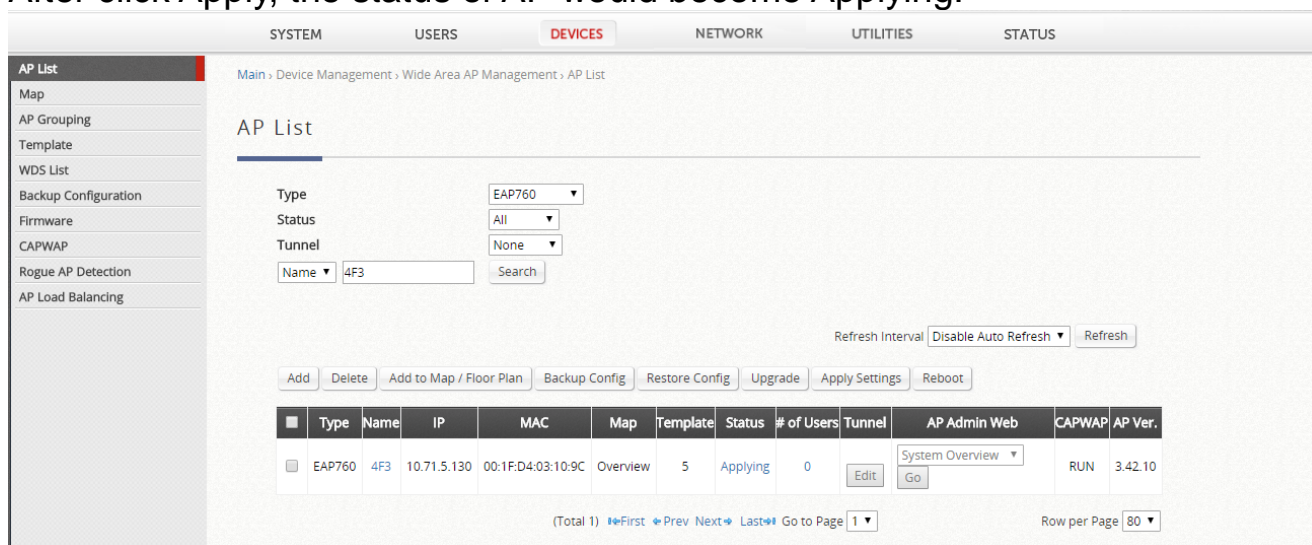 After click Apply, the status of AP would become Applying.
SYSTEM USERS DEVICES NETWORK UTILITIES STATUS
AP List
Map
AP Grouping
Template
WDS List
Backup Configuration
Firmware
CAPWAP
Rogue AP Detection
AP Load Balancing
Main › Device Management › Wide Area AP Management › AP List
AP List
Type EAP760
Status All
Tunnel None
Name 4F3 Search
Refresh Interval Disable Auto Refresh Refresh
Add Delete Add to Map / Floor Plan Backup Config Restore Config Upgrade Apply Settings Reboot
Type Name IP MAC Map Template Status # of Users Tunnel AP Admin Web CAPWAP AP Ver.
EAP760 4F3 10.71.5.130 00:1F:D4:03:10:9C Overview 5 Applying 0 Edit System Overview Go RUN 3.42.10
(Total 1) First Prev Next Last Go to Page 1 Row per Page 80